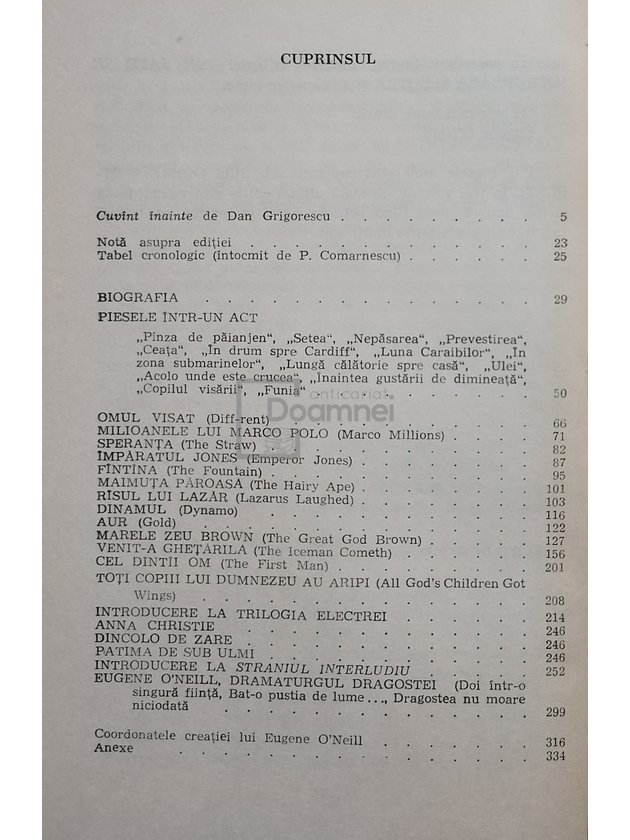 CUPRINSUL
Cuvînt înainte de Dan Grigorescu . . . . . . . . . 5
Notă asupra ediției . . . . . . . . . . . . 23
Tabel cronologic (întocmit de P. Comarnescu) . . . . . . 25
BIOGRAFIA . . . . . . . . . . . . . 29
PIESELE ÎNTR-UN ACT
„Pînza de păianjen“, „Setea“, „Nepăsarea“, „Prevestirea“,
„Ceața“, „In drum spre Cardiff“, „Luna Caraibilor“, „In
zona submarinelor“, „Lungă călătorie spre casă“, „Ulei“,
„Acolo unde este crucea“, „Inaintea gustării de dimineață“,
„Copilul visării“, „Funia“ . . . . . . . . . 50
anticariat
Doamnei
OMUL VISAT (Diff-rent) . . . . . . . . . . 66
MILIOANELE LUI MARCO POLO (Marco Millions) . . . . 71
SPERANȚA (The Straw) . . . . . . . . . . 82
ÎMPĂRATUL JONES (Emperor Jones) . . . . . . . 87
FÎNTÎNA (The Fountain) . . . . . . . . . . 95
MAIMUȚA PĂROASĂ (The Hairy Ape) . . . . . . . 101
RÎSUL LUI LAZĂR (Lazarus Laughed) . . . . . . . 103
DINAMUL (Dynamo) . . . . . . . . . . . 116
AUR (Gold) . . . . . . . . . . . . . 122
MARELE ZEU BROWN (The Great God Brown) . . . . . 127
VENIT-A GHEȚARILA (The Iceman Cometh) . . . . . . 156
CEL DINTÎI OM (The First Man) . . . . . . . . 201
TOȚI COPIII LUI DUMNEZEU AU ARIPI (All God's Children Got
Wings) . . . . . . . . . . . . . 208
INTRODUCERE LA TRILOGIA ELECTREI . . . . . . 214
ANNA CHRISTIE . . . . . . . . . . . . 246
DINCOLO DE ZARE . . . . . . . . . . . 246
PATIMA DE SUB ULMI . . . . . . . . . . . 246
INTRODUCERE LA STRANIUL INTERLUDIU . . . . . . 252
EUGENE O'NEILL, DRAMATURGUL DRAGOSTEI (Doi într-o
singură ființă, Bat-o pustia de lume..., Dragostea nu moare
niciodată . . . . . . . . . . . . 299
Coordonatele creației lui Eugene O'Neill . . . . . . . 316
Anexe . . . . . . . . . . . . . . 334